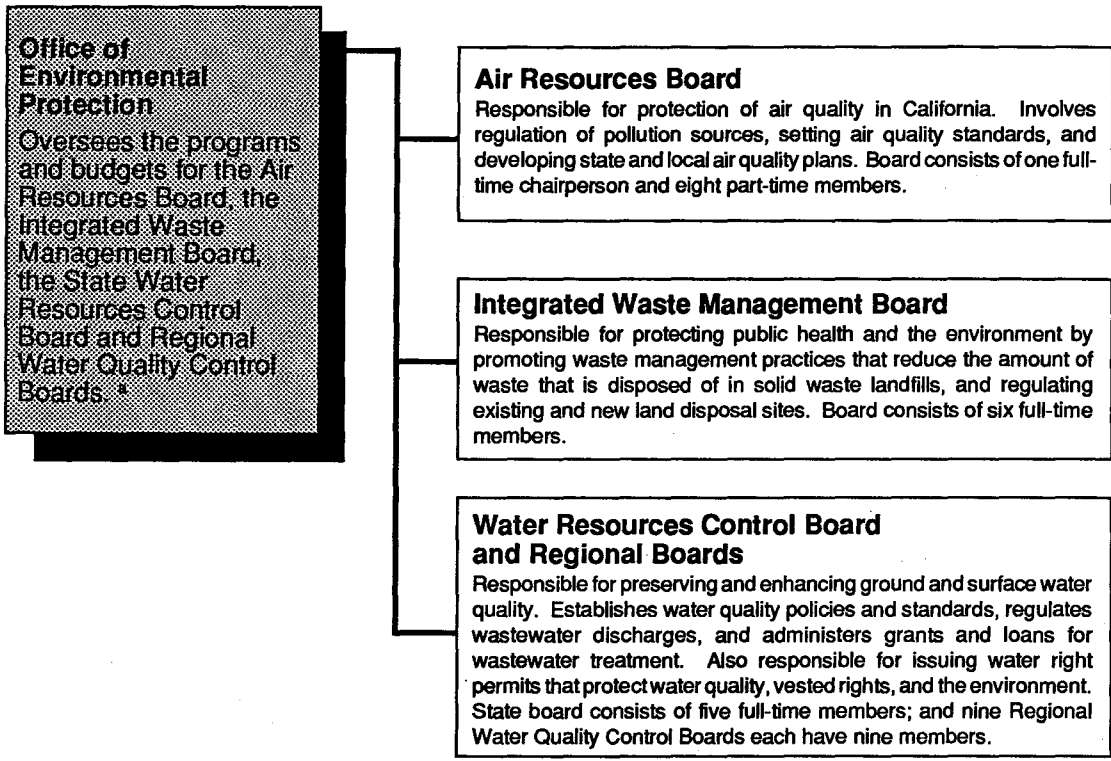 Office of
Environmental
Protection
Oversees the programs
and budgets for the Air
Resources Board, the
Integrated Waste
Management Board,
the State Water
Resources Control
Board and Regional
Water Quality Control
Boards. a
Air Resources Board
Responsible for protection of air quality in California. Involves
regulation of pollution sources, setting air quality standards, and
developing state and local air quality plans. Board consists of one full-
time chairperson and eight part-time members.
Integrated Waste Management Board
Responsible for protecting public health and the environment by
promoting waste management practices that reduce the amount of
waste that is disposed of in solid waste landfills, and regulating
existing and new land disposal sites. Board consists of six full-time
members.
Water Resources Control Board
and Regional Boards
Responsible for preserving and enhancing ground and surface water
quality. Establishes water quality policies and standards, regulates
wastewater discharges, and administers grants and loans for
wastewater treatment. Also responsible for issuing water right
permits that protect water quality, vested rights, and the environment.
State board consists of five full-time members; and nine Regional
Water Quality Control Boards each have nine members.